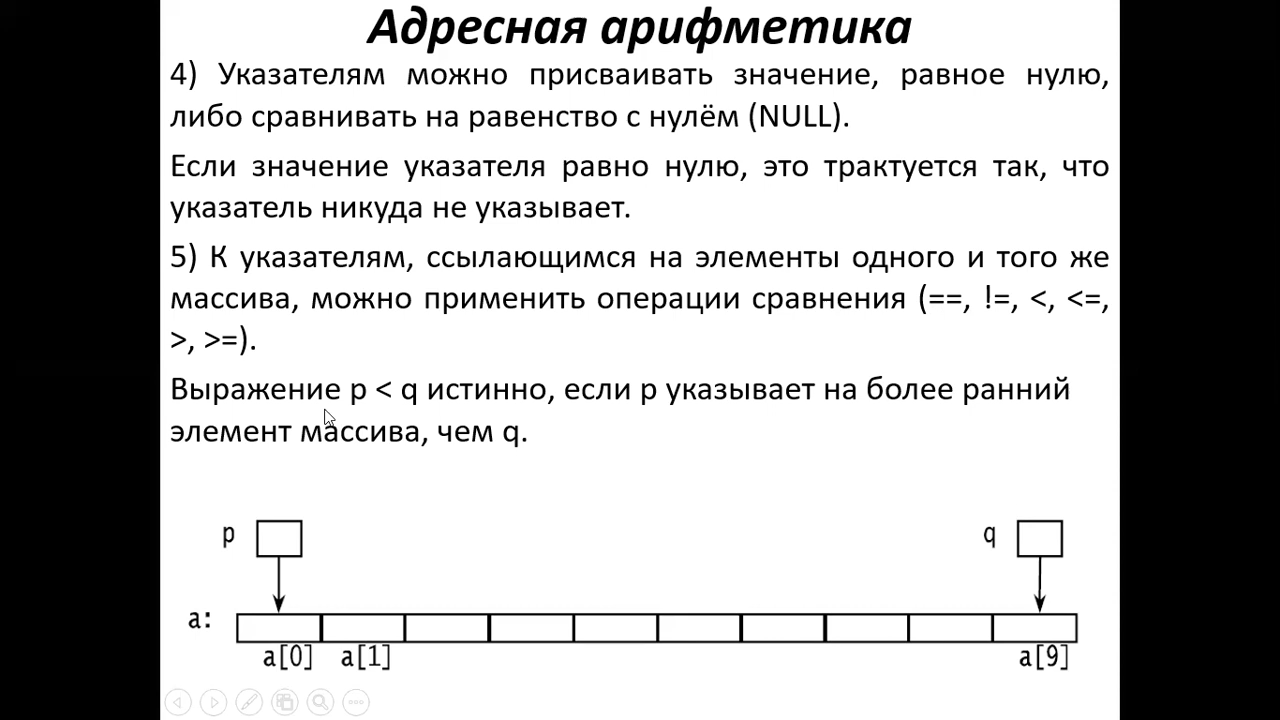 Адресная арифметика
4) Указателям можно присваивать значение, равное нулю,
либо сравнивать на равенство с нулём (NULL).
Если значение указателя равно нулю, это трактуется так, что
указатель никуда не указывает.
5) К указателям, ссылающимся на элементы одного и того же
массива, можно применить операции сравнения (==, !=, <, <=,
>, >=).
Выражение p < q истинно, если p указывает на более ранний
элемент массива, чем q.
p q
a:
a[0] a[1] a[9]